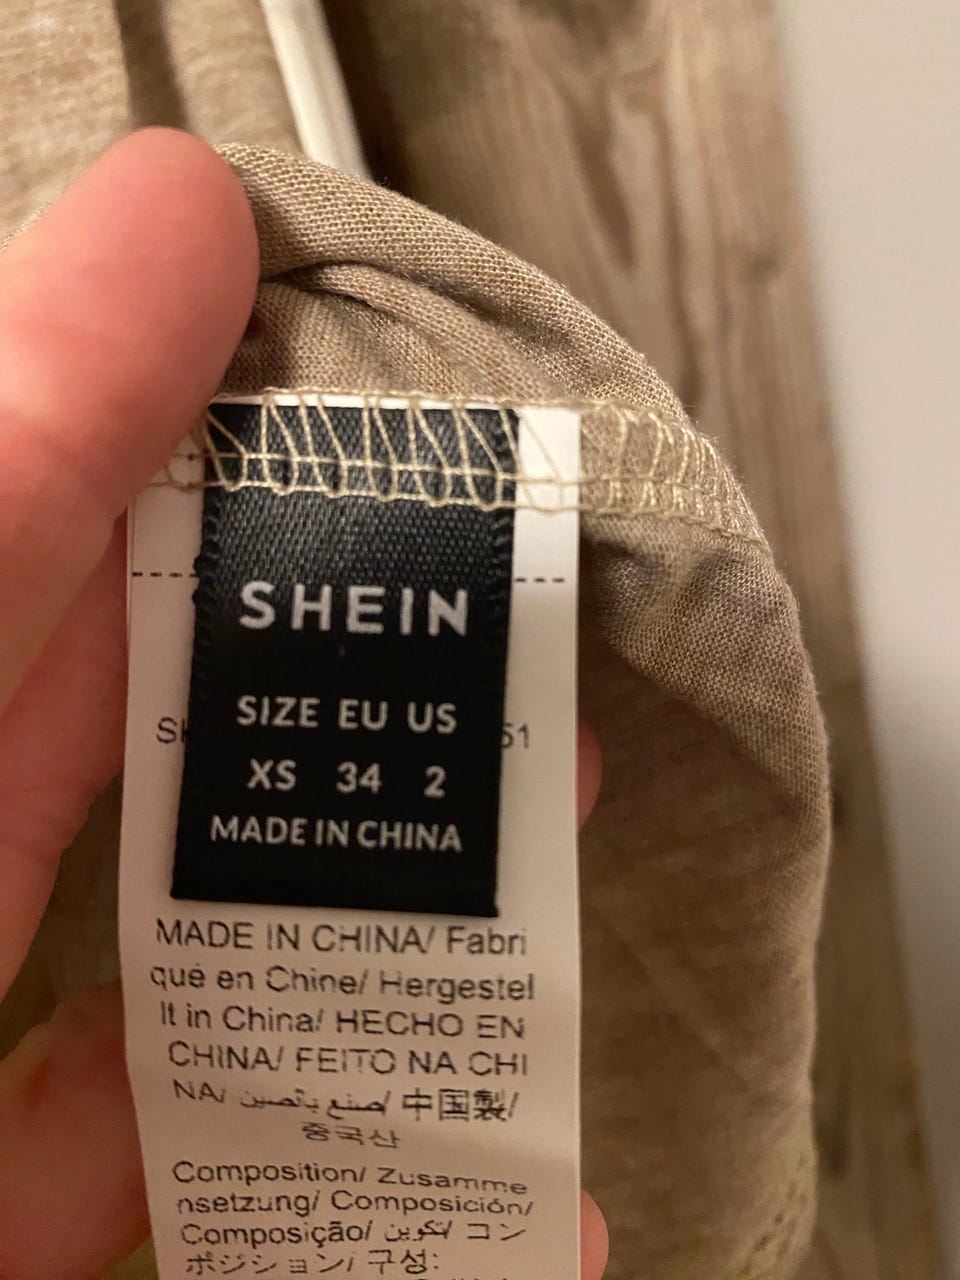 SHEIN
SIZE EU US
XS 34 2
MADE IN CHINA
51
MADE IN CHINA/ Fabri
qué en Chine/ Hergestel
lt in China/ HECHO EN
CHINA/ FEITO NA CHI
NA/ صنع بالصين/ 中国製/
중국산
Composition/ Zusamme
nsetzung/ Composición/
Composição/ تكوين/ コン
ポジション/ 구성: